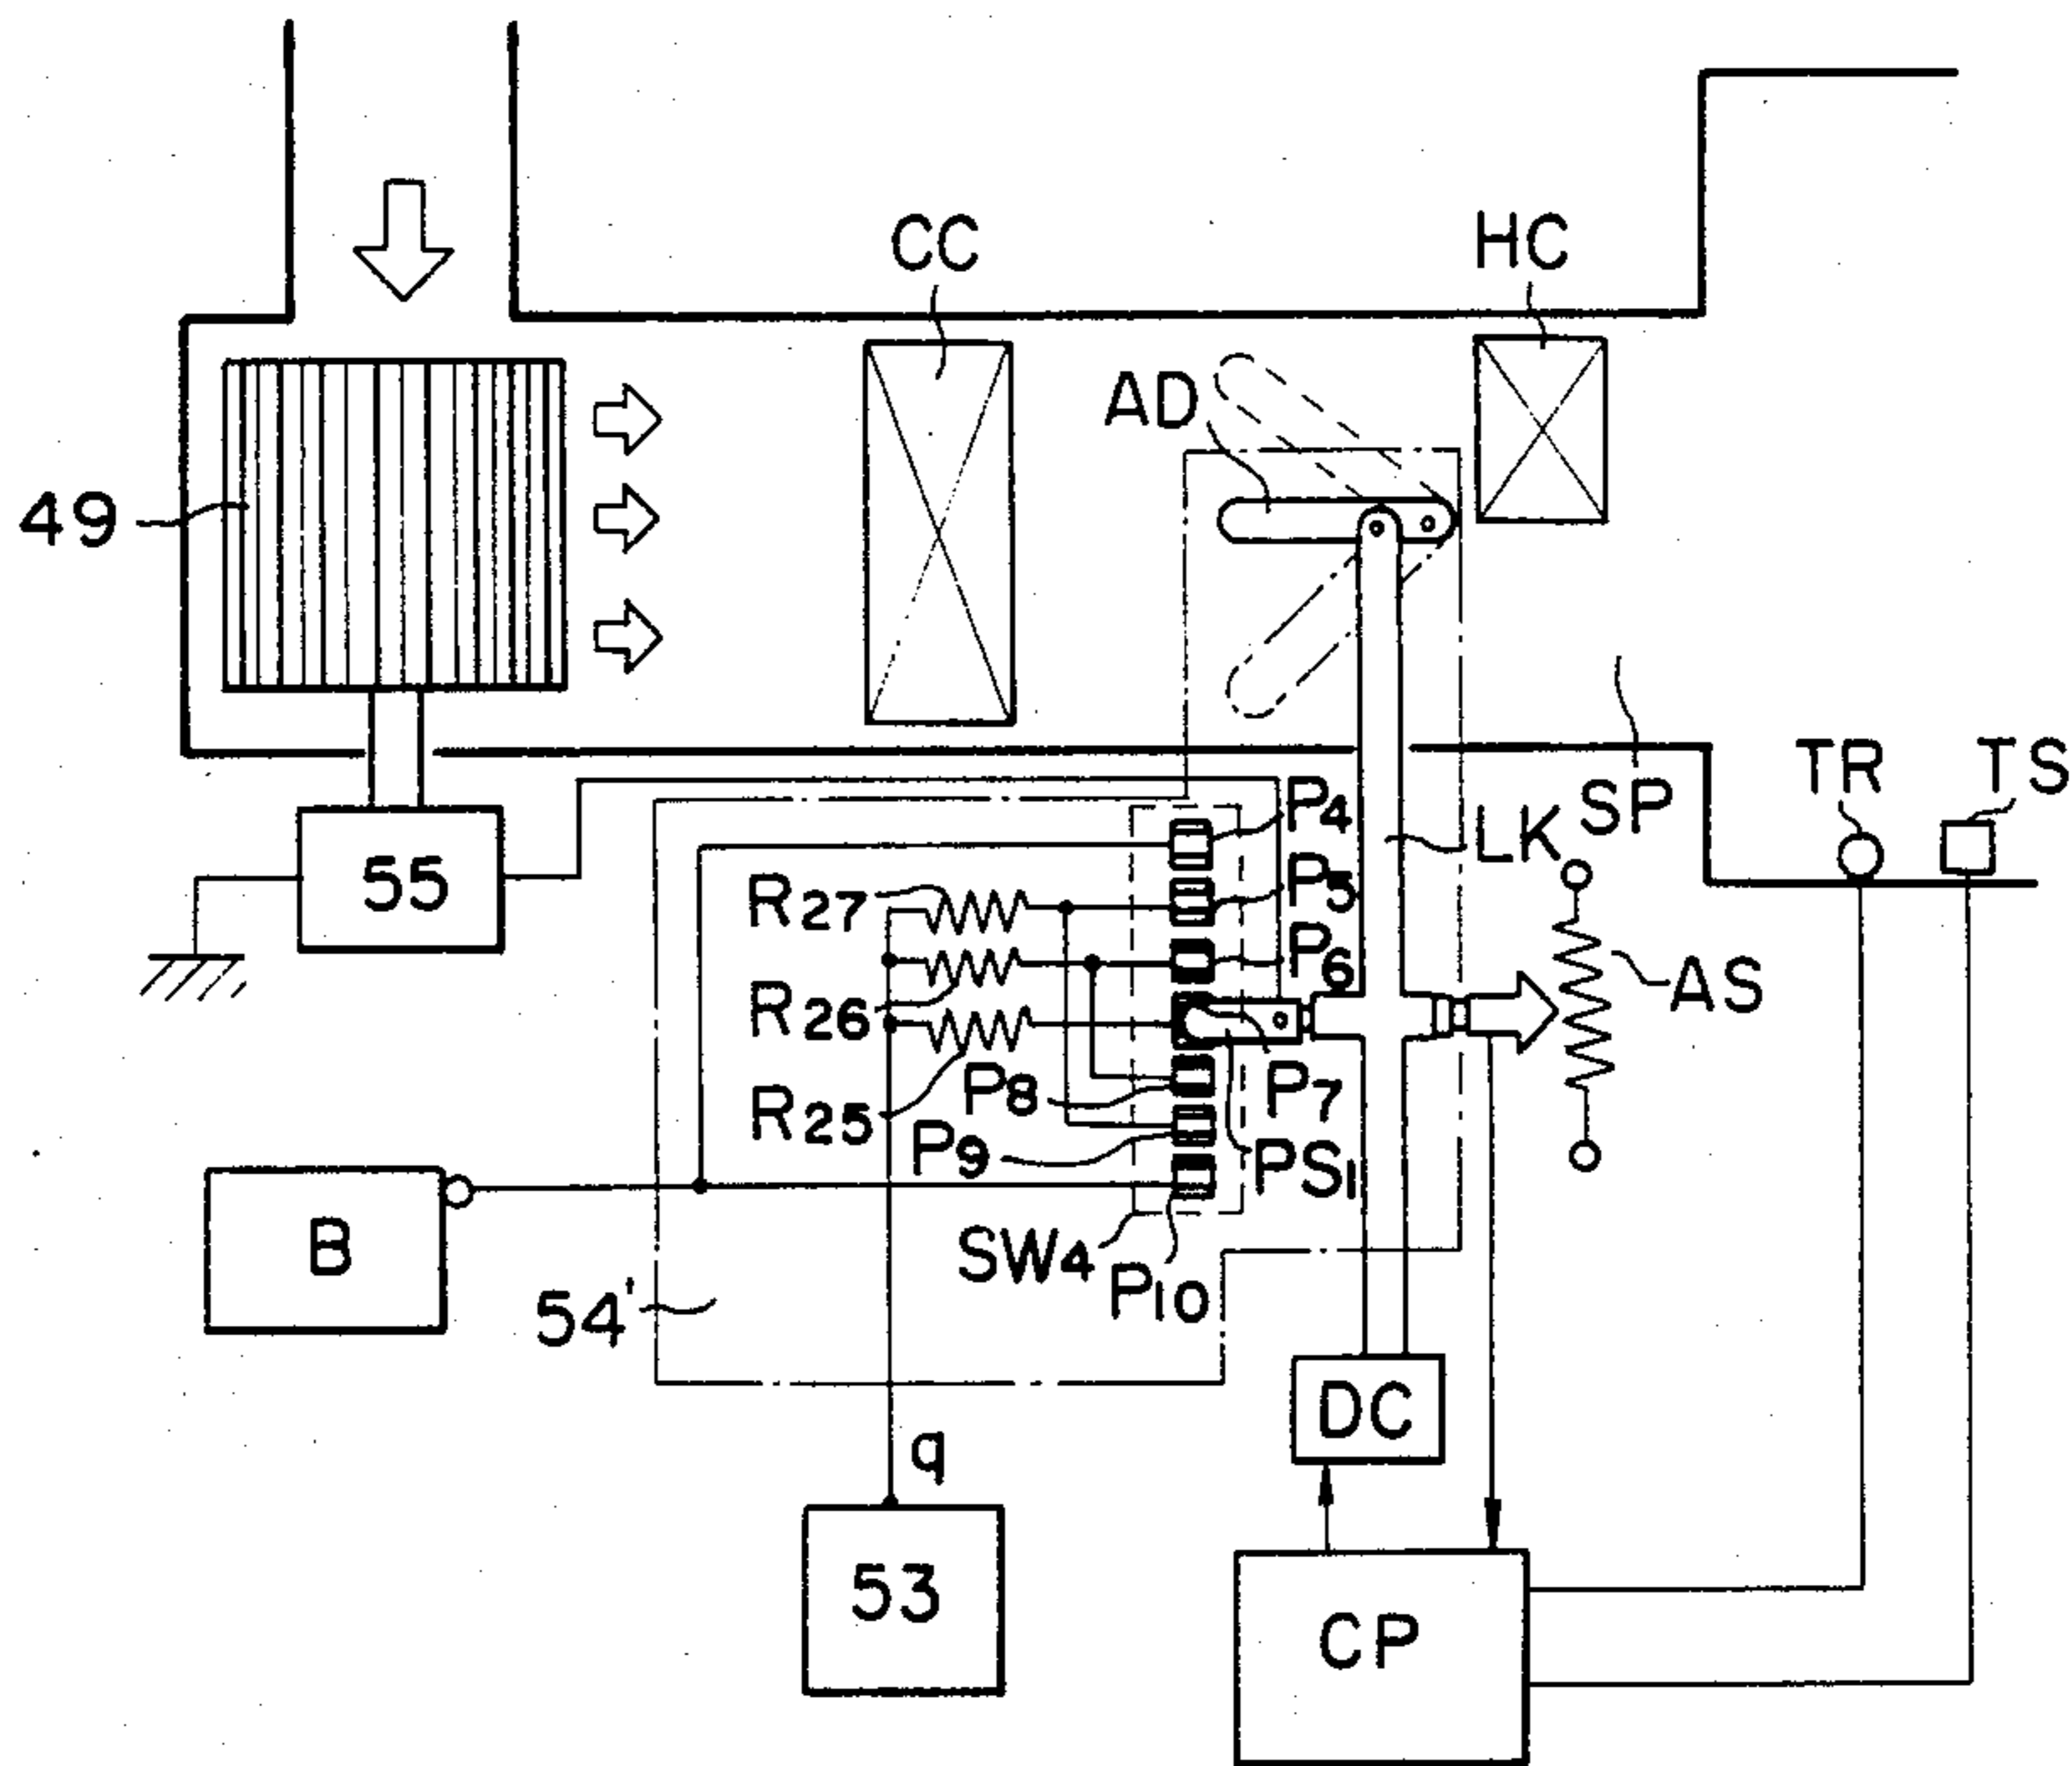 CC
HC
AD
49
TR
TS
SP
P4
LK
55
R27
P5
P6
AS
R26
P8
P7
R25
P9
PS1
B
SW4
P10
54'
DC
q
53
CP